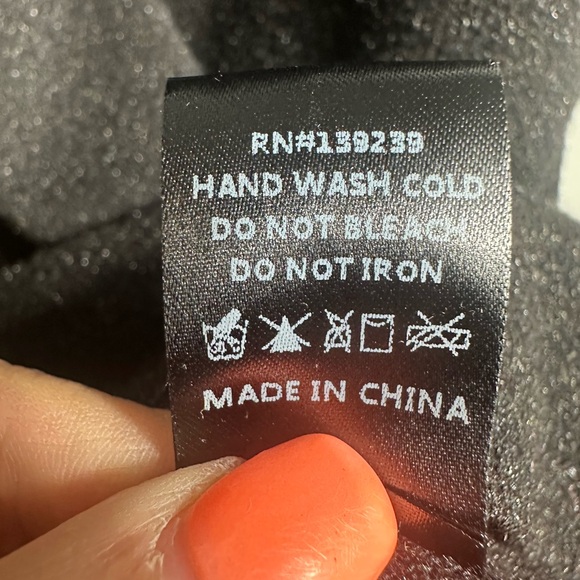 RN#139239
HAND WASH COLD
DO NOT BLEACH
DO NOT IRON
MADE IN CHINA